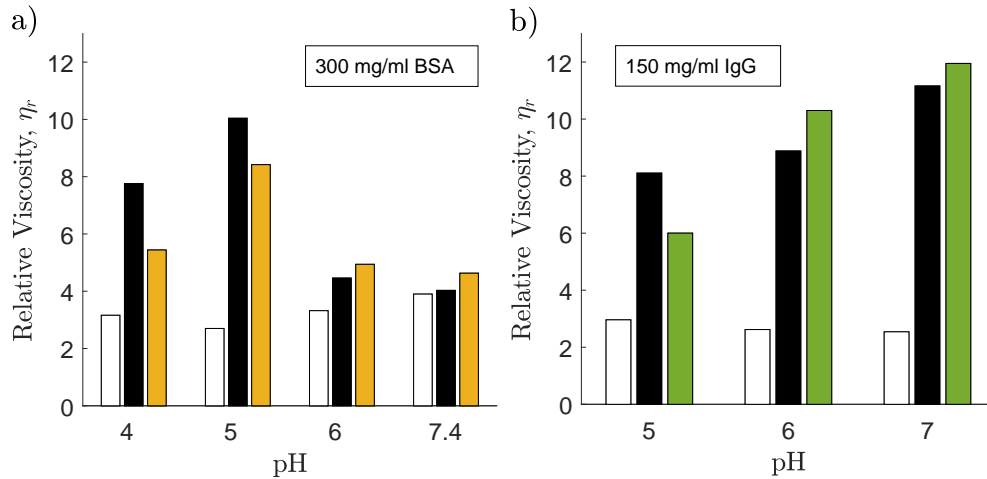 a)
300 mg/ml BSA
Relative Viscosity, ηr
12
10
8
6
4
2
0
4 5 6 7.4
pH
b)
150 mg/ml IgG
Relative Viscosity, ηr
12
10
8
6
4
2
0
5 6 7
pH